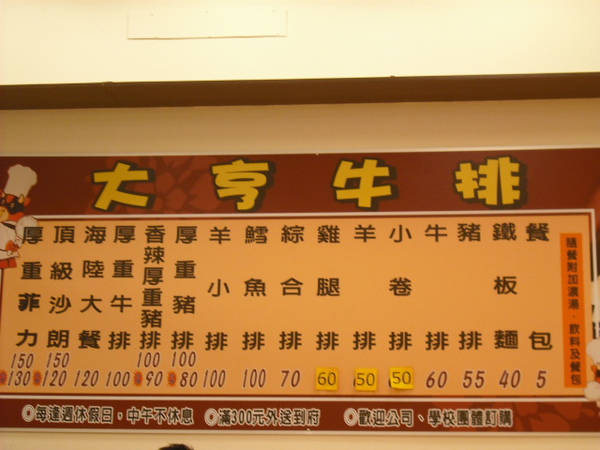 大亨牛排
隨餐附加濃湯．飲料及餐包
餐包 5
鐵板麵 40
豬排 55
牛排 60
小卷排 50
羊排 50
雞腿排 60
綜合排 70
鱈魚排 100
羊小排 100
厚重豬排 100 80
香辣厚重豬排 100 90
厚重牛排 100
海陸大餐 120
頂級沙朗 150 120
厚重菲力 150 130
◎每逢週休假日，中午不休息 ◎滿300元外送到府 ◎歡迎公司、學校團體訂購